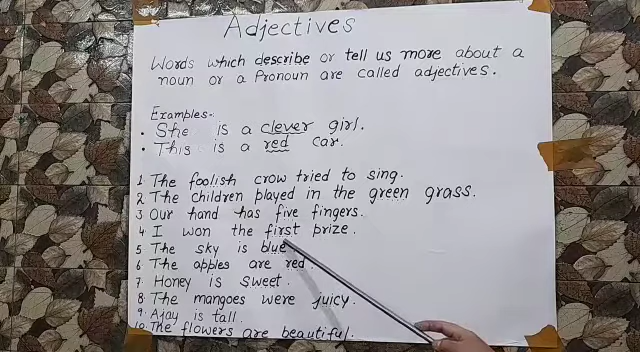 Adjectives
Words which describe or tell us more about a
noun or a Pronoun are called adjectives.
Examples:-
• She is a clever girl.
• This is a red car.
1 The foolish crow tried to sing.
2 The children played in the green grass.
3 Our hand has five fingers.
4 I won the first prize.
5 The sky is blue
6 The apples are red.
7 Honey is sweet.
8 The mangoes were juicy.
9 Ajay is tall.
10 The flowers are beautiful.